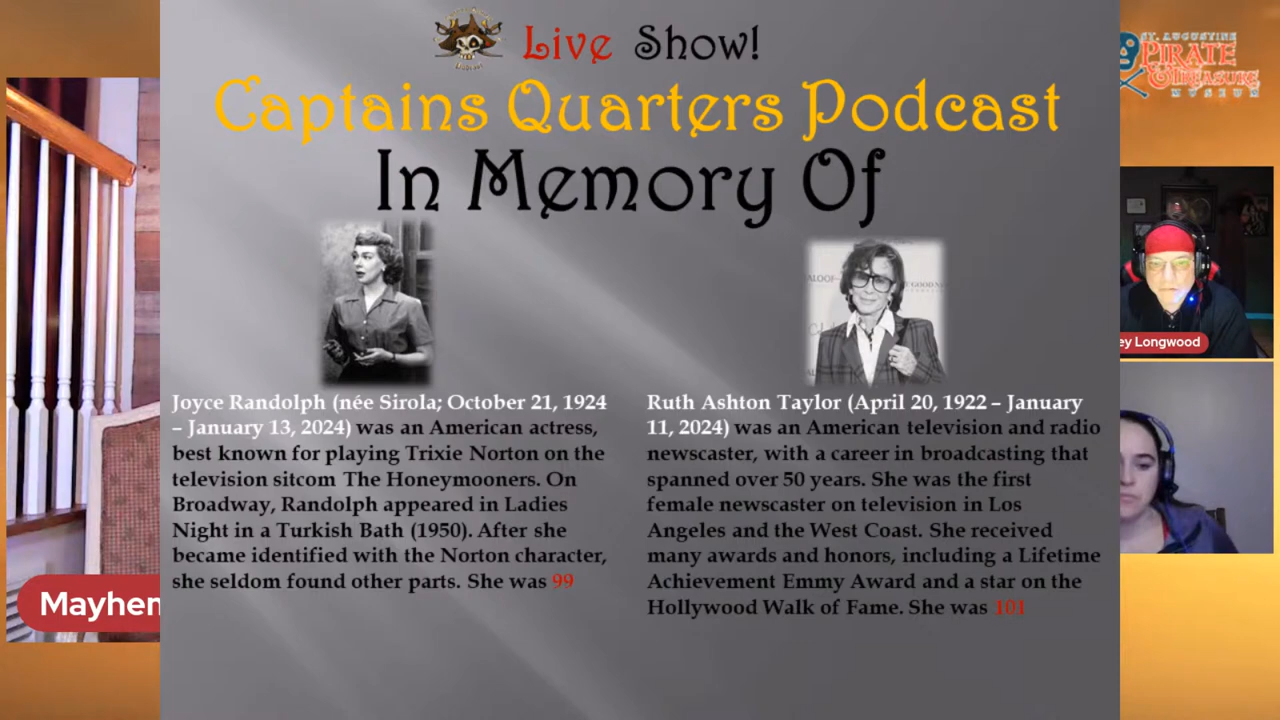 Live Show!
Captains Quarters Podcast
In Memory Of
ST. AUGUSTINE
PIRATE
& TREASURE
MUSEUM
Joyce Randolph (née Sirola; October 21, 1924
– January 13, 2024) was an American actress,
best known for playing Trixie Norton on the
television sitcom The Honeymooners. On
Broadway, Randolph appeared in Ladies
Night in a Turkish Bath (1950). After she
became identified with the Norton character,
she seldom found other parts. She was 99
Ruth Ashton Taylor (April 20, 1922 – January
11, 2024) was an American television and radio
newscaster, with a career in broadcasting that
spanned over 50 years. She was the first
female newscaster on television in Los
Angeles and the West Coast. She received
many awards and honors, including a Lifetime
Achievement Emmy Award and a star on the
Hollywood Walk of Fame. She was 101
ey Longwood
Mayhem